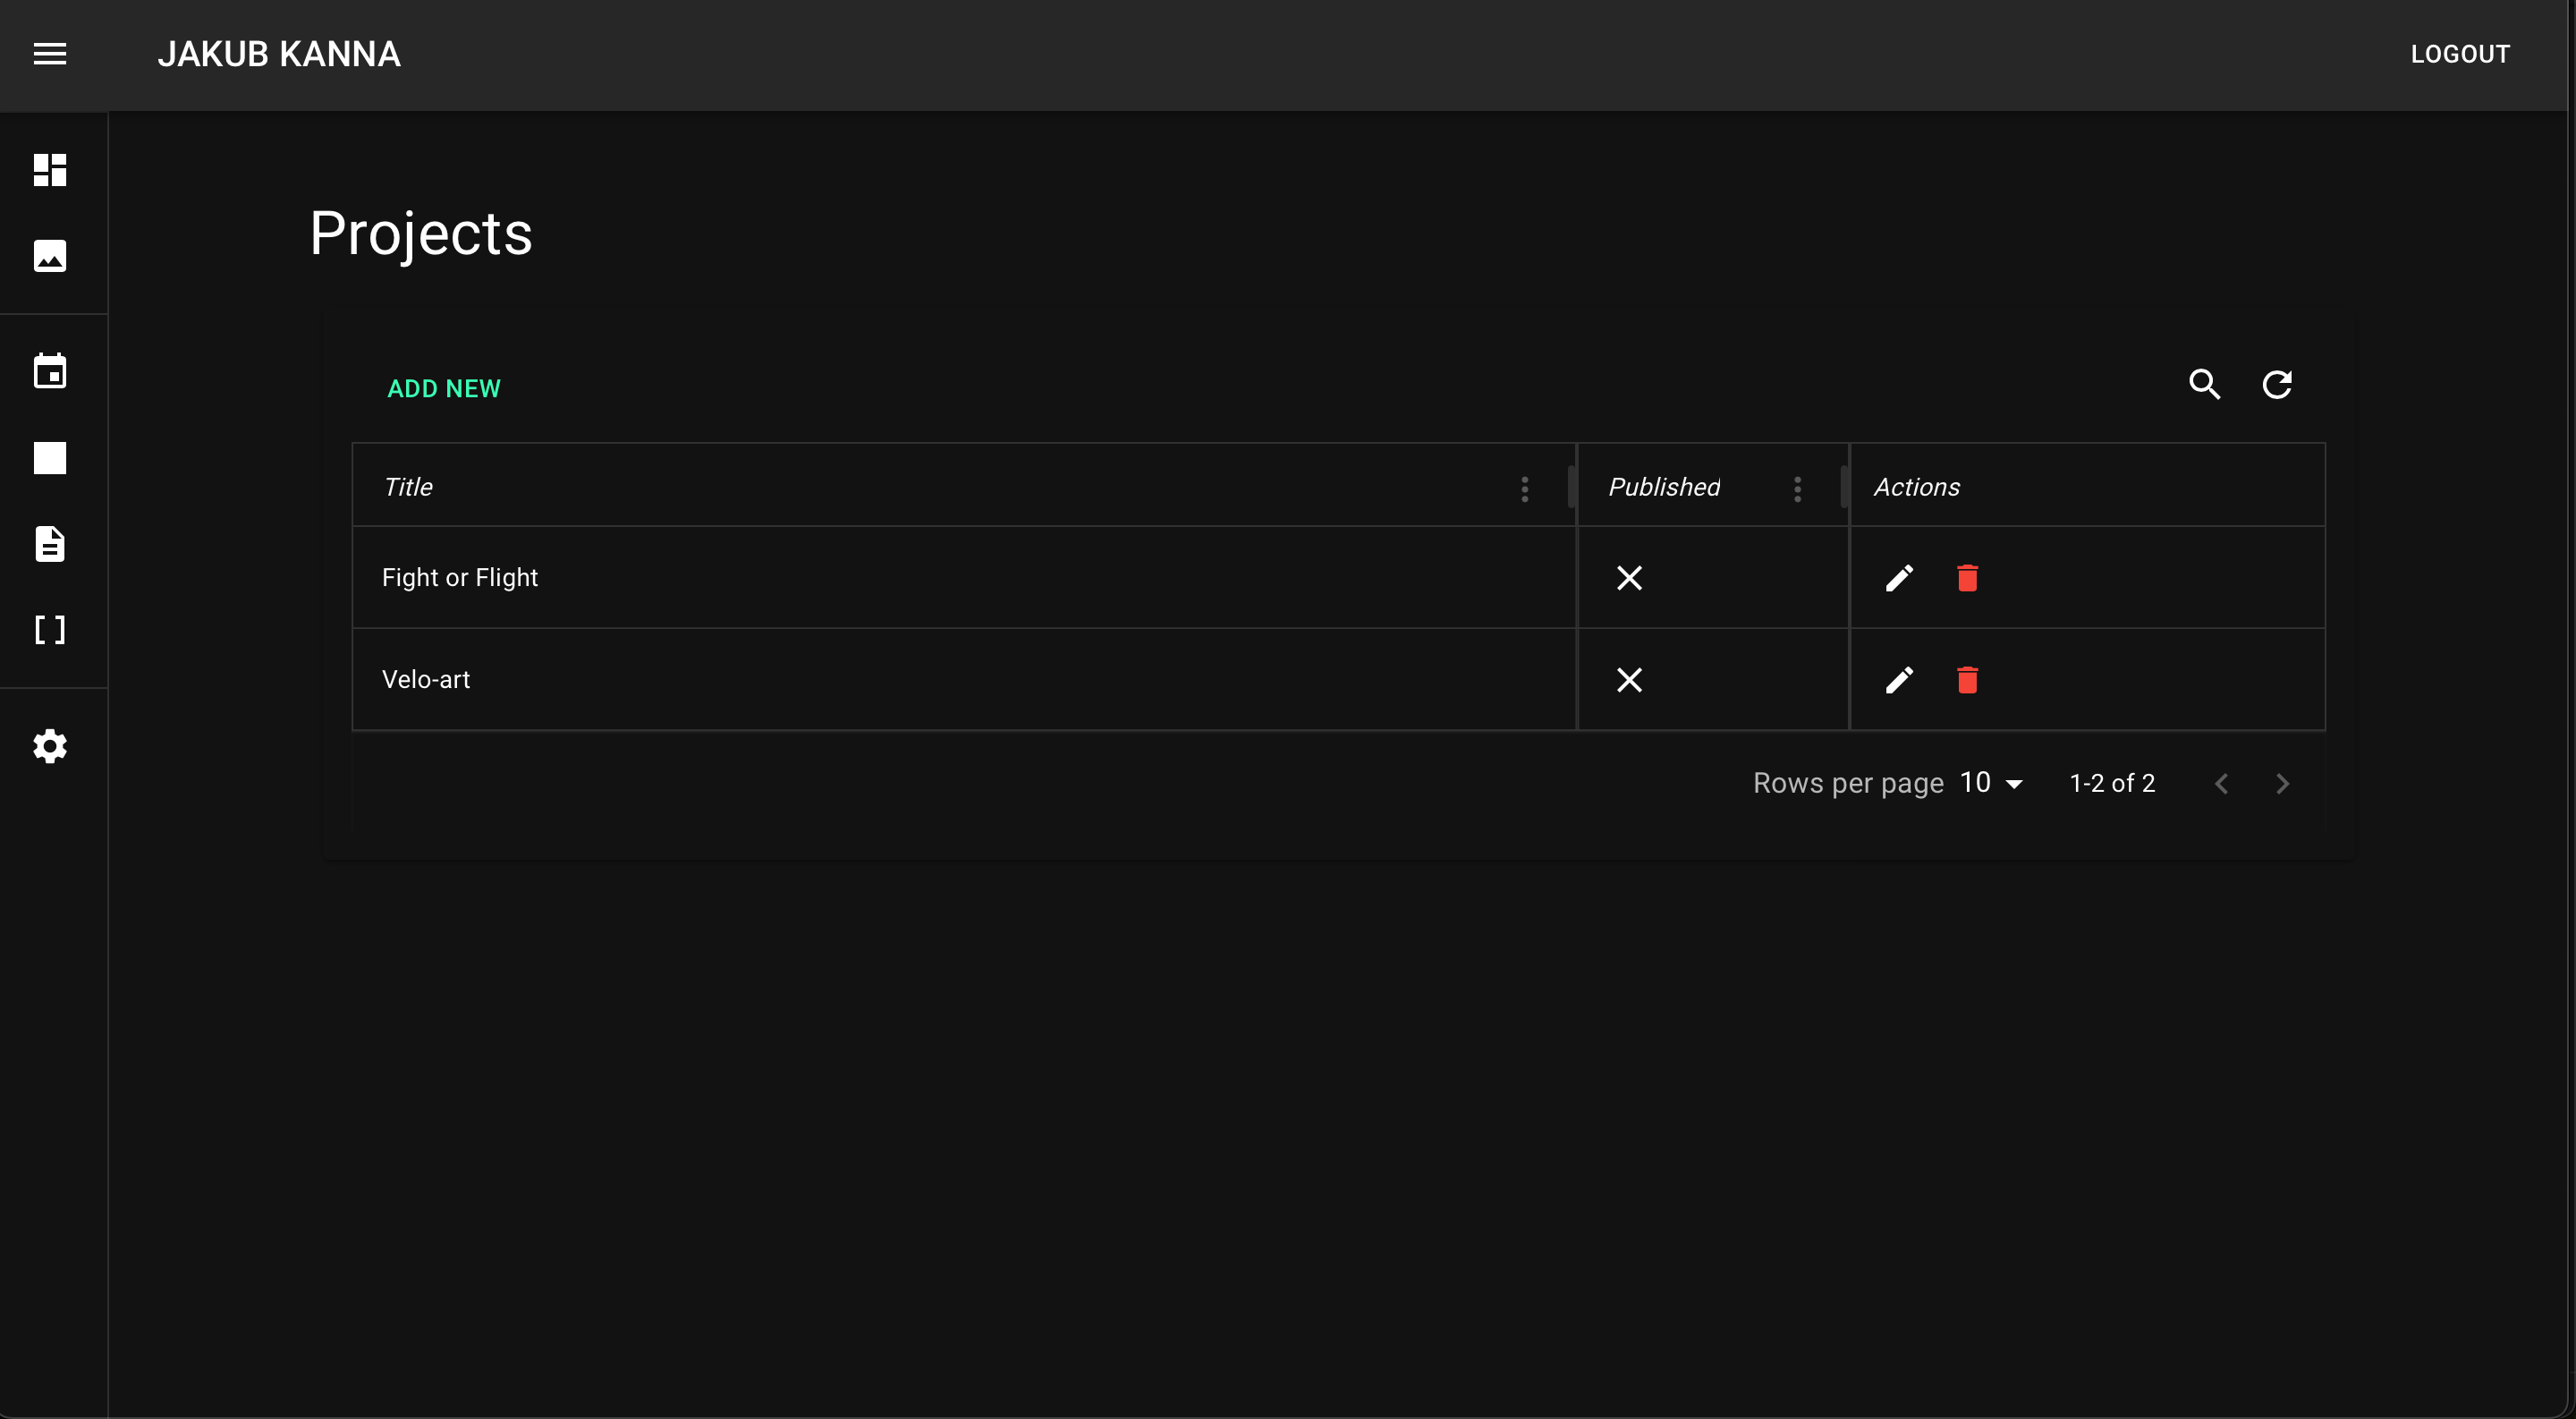 JAKUB KANNA
LOGOUT
Projects
ADD NEW
Title
Published
Actions
Fight or Flight
Velo-art
Rows per page 10
1-2 of 2